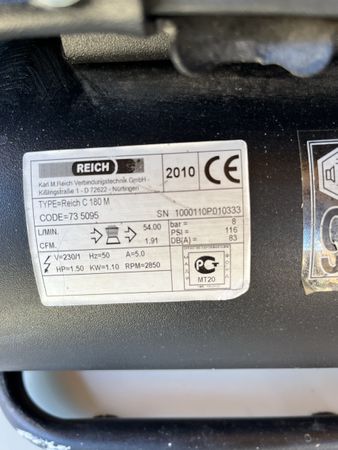 REICH
Karl M.Reich Verbindungstechnik GmbH -
Kißlingstraße 1 - D 72622 - Nürtingen
2010 CE
TYPE=Reich C 180 M
CODE=73 5095
SN 1000110P010333
L/MIN. 54.00
CFM. 1.91
bar = 8
PSI = 116
DB(A) = 83
V=230/1 Hz=50 A=5.0
HP=1.50 KW=1.10 RPM=2850
PG
MT20